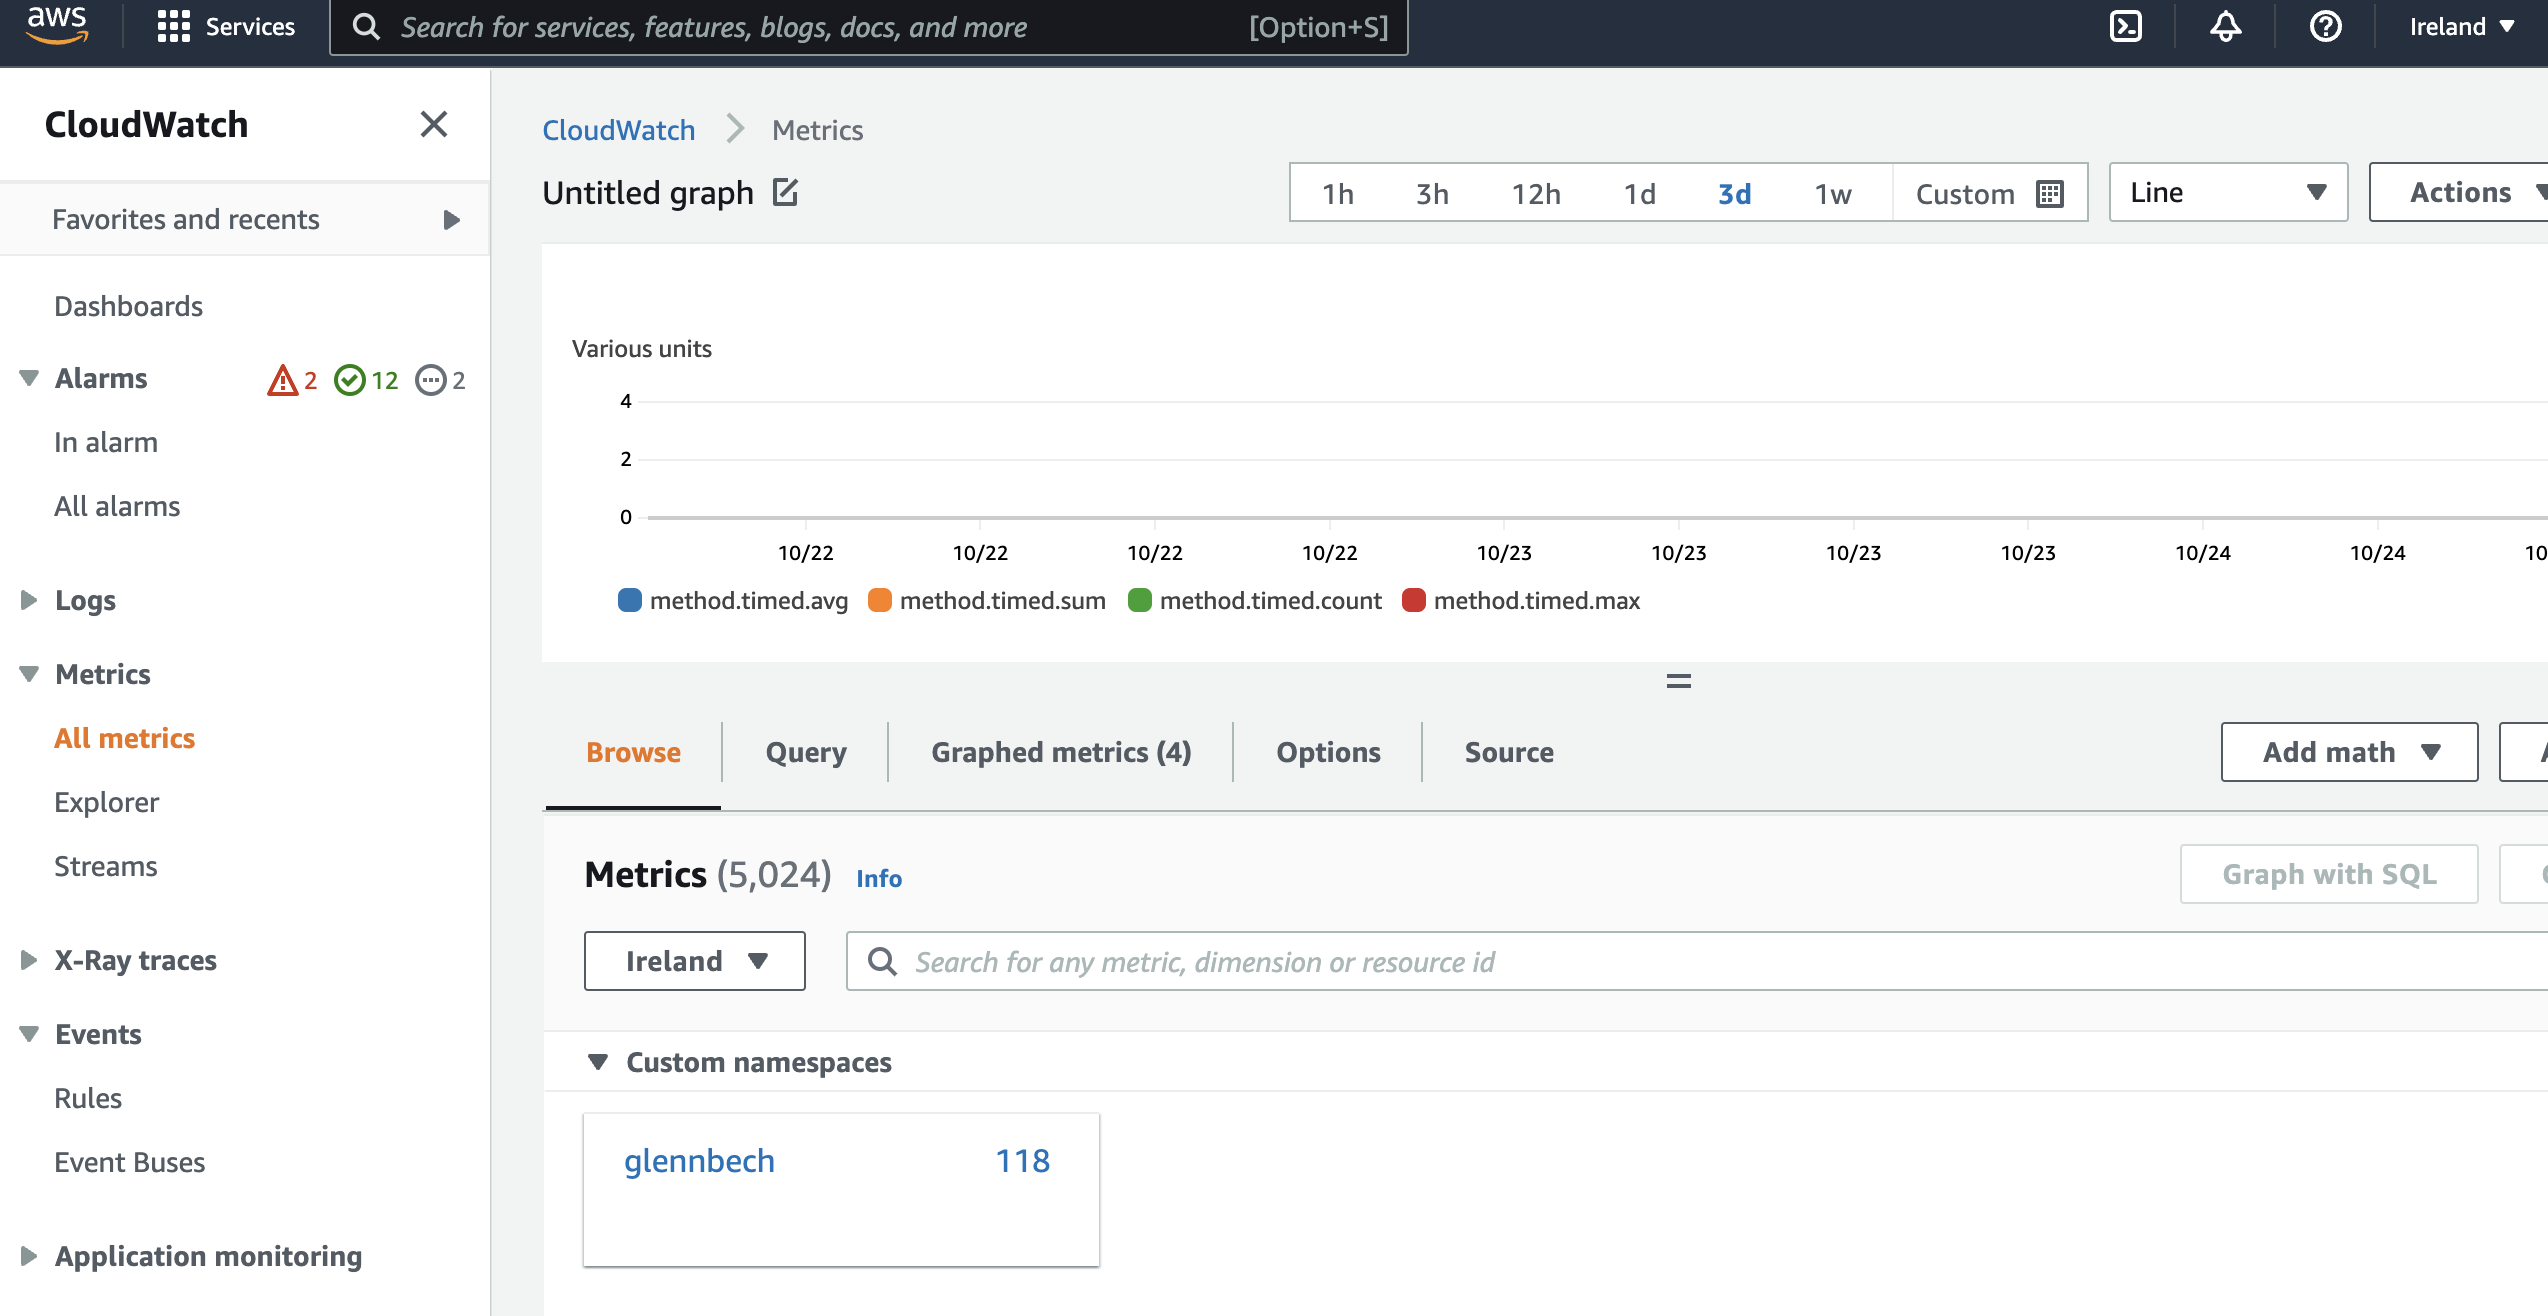 aws
Services
Search for services, features, blogs, docs, and more
[Option+S]
Ireland
CloudWatch
Favorites and recents
Dashboards
Alarms 2 12 2
In alarm
All alarms
Logs
Metrics
All metrics
Explorer
Streams
X-Ray traces
Events
Rules
Event Buses
Application monitoring
CloudWatch Metrics
Untitled graph
1h 3h 12h 1d 3d 1w Custom
Line
Actions
Various units
4
2
0
10/22 10/22 10/22 10/22 10/23 10/23 10/23 10/23 10/24 10/24 10
method.timed.avg method.timed.sum method.timed.count method.timed.max
Browse Query Graphed metrics (4) Options Source
Add math
Metrics (5,024) Info
Graph with SQL
Ireland
Search for any metric, dimension or resource id
Custom namespaces
glennbech 118